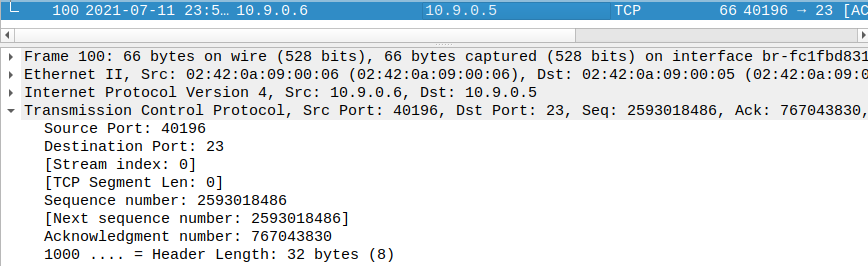 100 2021-07-11 23:5… 10.9.0.6 10.9.0.5 TCP 66 40196 → 23 [AC
Frame 100: 66 bytes on wire (528 bits), 66 bytes captured (528 bits) on interface br-fc1fbd831
Ethernet II, Src: 02:42:0a:09:00:06 (02:42:0a:09:00:06), Dst: 02:42:0a:09:00:05 (02:42:0a:09:0
Internet Protocol Version 4, Src: 10.9.0.6, Dst: 10.9.0.5
Transmission Control Protocol, Src Port: 40196, Dst Port: 23, Seq: 2593018486, Ack: 767043830,
Source Port: 40196
Destination Port: 23
[Stream index: 0]
[TCP Segment Len: 0]
Sequence number: 2593018486
[Next sequence number: 2593018486]
Acknowledgment number: 767043830
1000 .... = Header Length: 32 bytes (8)